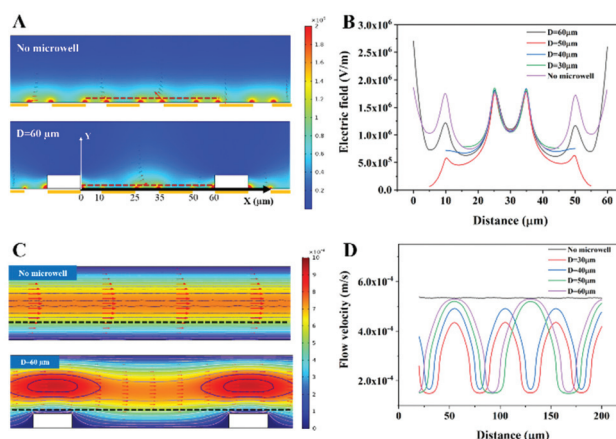 A
No microwell
D=60 μm
Y
0 10 25 35 50 60
X (μm)
×10⁶
2
1.8
1.6
1.4
1.2
1
0.8
0.6
0.4
0.2
B
Electric field (V/m)
3.0x10⁶
2.5x10⁶
2.0x10⁶
1.5x10⁶
1.0x10⁶
5.0x10⁵
0.0
D=60μm
D=50μm
D=40μm
D=30μm
No microwell
0 10 20 30 40 50 60
Distance (μm)
C
No microwell
D-60 μm
10
9
8
7
6
5
4
3
2
1
0
D
Flow velocity (m/s)
6.0x10⁻⁴
4.0x10⁻⁴
2.0x10⁻⁴
No microwell
D=30μm
D=40μm
D=50μm
D=60μm
0 50 100 150 200
Distance (μm)